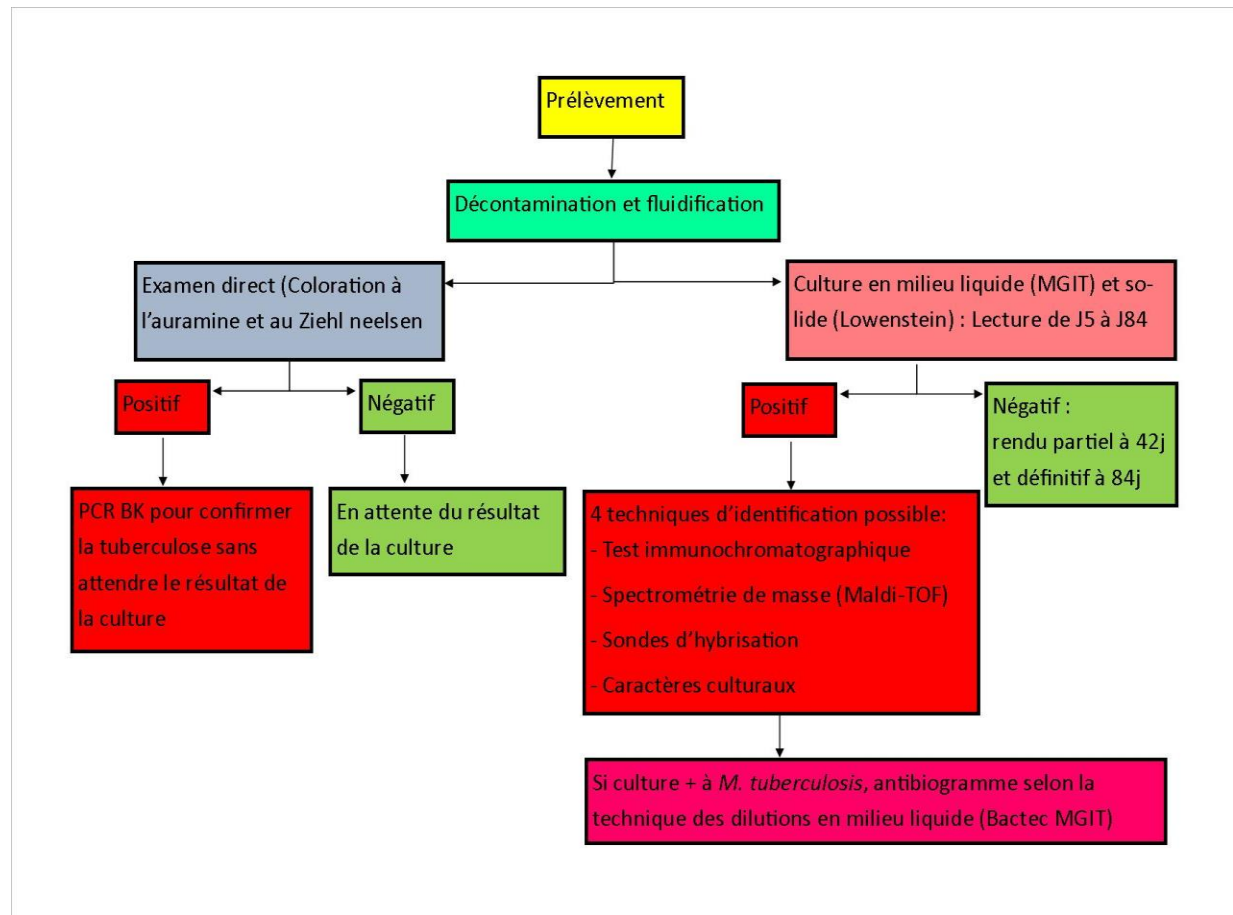 Prélèvement
Décontamination et fluidification
Examen direct (Coloration à
l'auramine et au Ziehl neelsen
Culture en milieu liquide (MGIT) et so-
lide (Lowenstein) : Lecture de J5 à J84
Positif
Négatif
Positif
Négatif :
rendu partiel à 42j
et définitif à 84j
PCR BK pour confirmer
la tuberculose sans
attendre le résultat de
la culture
En attente du résultat
de la culture
4 techniques d'identification possible:
- Test immunochromatographique
- Spectrométrie de masse (Maldi-TOF)
- Sondes d'hybrisation
- Caractères culturaux
Si culture + à M. tuberculosis, antibiogramme selon la
technique des dilutions en milieu liquide (Bactec MGIT)